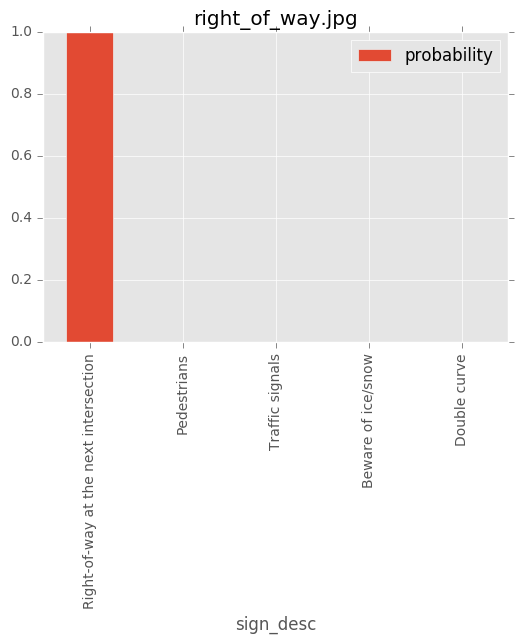 right_of_way.jpg
probability
1.0
0.8
0.6
0.4
0.2
0.0
Right-of-way at the next intersection
Pedestrians
Traffic signals
Beware of ice/snow
Double curve
sign_desc